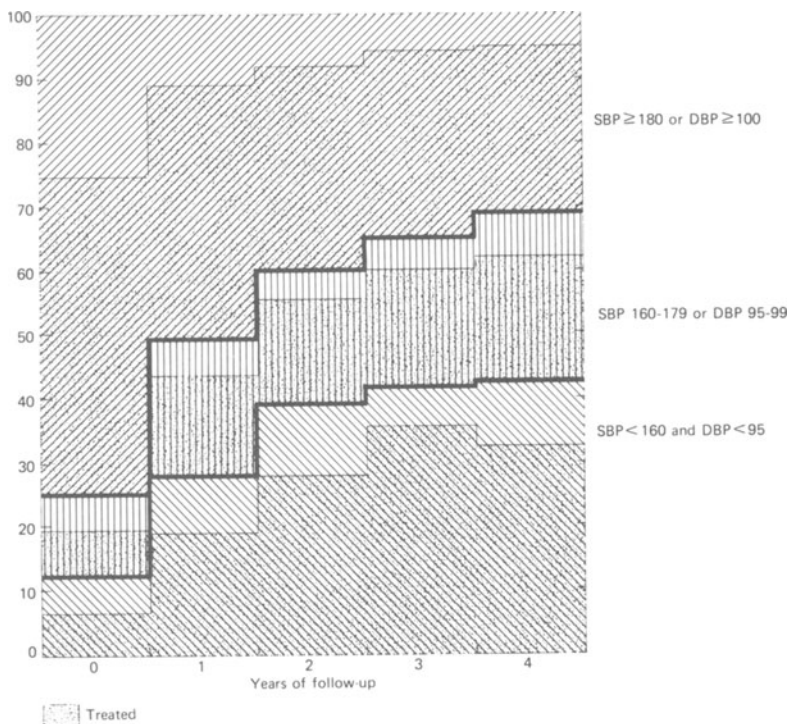 100
90
80
70
60
50
40
30
20
10
0
SBP ≥ 180 or DBP ≥ 100
SBP 160-179 or DBP 95-99
SBP < 160 and DBP < 95
0 1 2 3 4
Years of follow-up
Treated